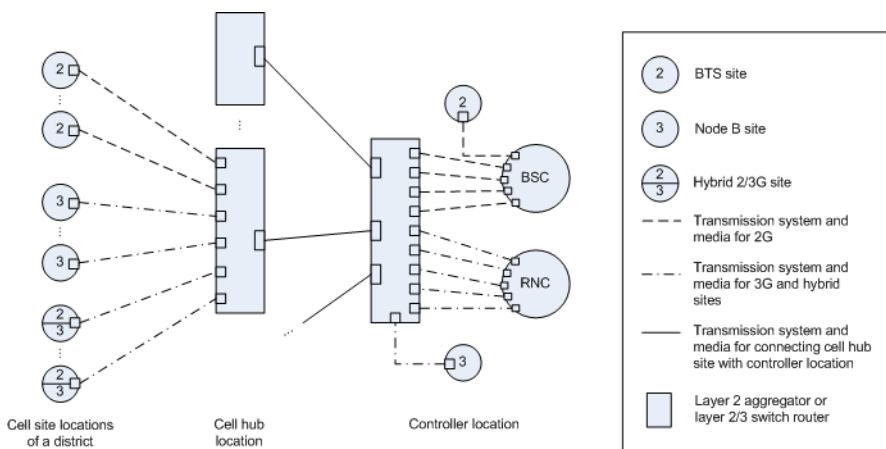 2
2
3
3
2
3
2
3
Cell site locations
of a district
Cell hub
location
2
BSC
RNC
3
Controller location
2
BTS site
3
Node B site
2
3
Hybrid 2/3G site
Transmission system and
media for 2G
Transmission system and
media for 3G and hybrid
sites
Transmission system and
media for connecting cell hub
site with controller location
Layer 2 aggregator or
layer 2/3 switch router